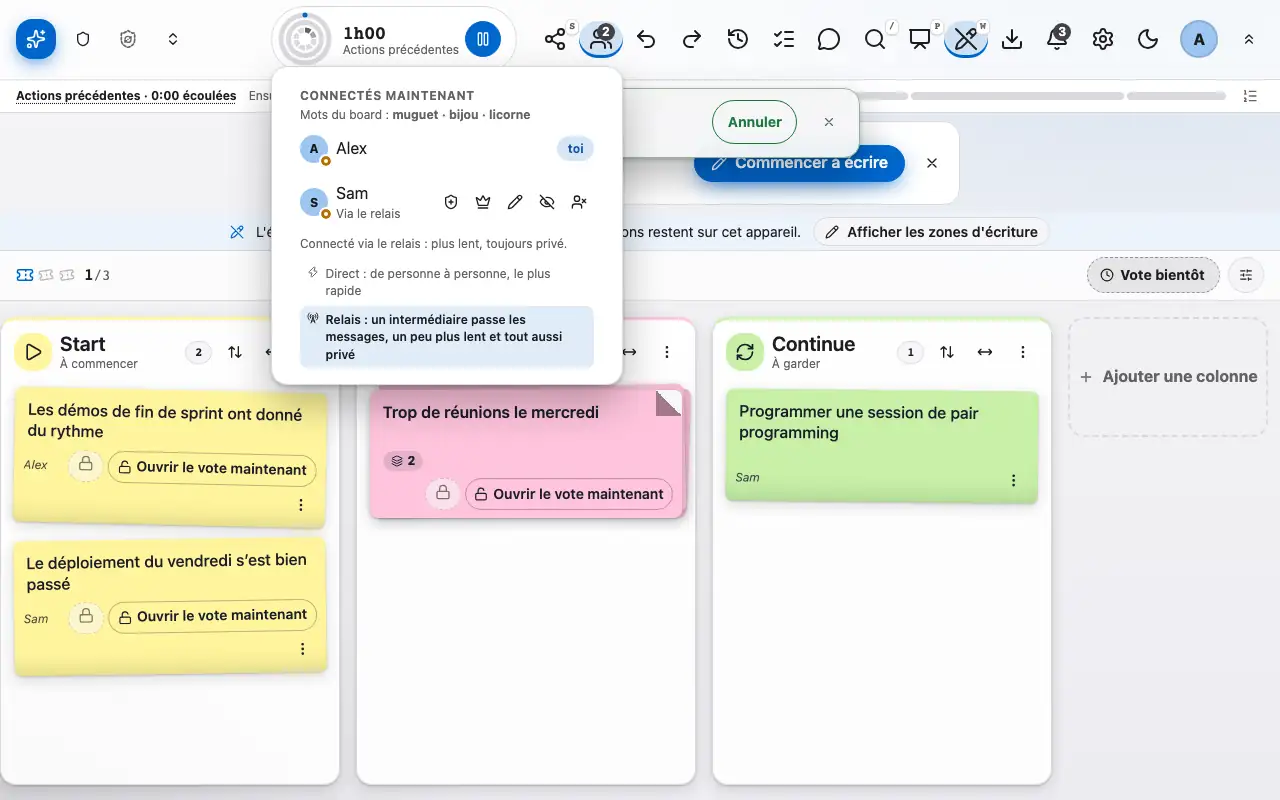 1h00
Actions précédentes
S
2
/
P
W
3
A
Actions précédentes · 0:00 écoulées
CONNECTÉS MAINTENANT
Mots du board : muguet · bijou · licorne
A
Alex
toi
S
Sam
Via le relais
Connecté via le relais : plus lent, toujours privé.
Direct : de personne à personne, le plus
rapide
Relais : un intermédiaire passe les
messages, un peu plus lent et tout aussi
privé
Annuler
Commencer à écrire
restent sur cet appareil.
Afficher les zones d'écriture
1/3
Vote bientôt
Start
À commencer
2
Continue
À garder
1
+ Ajouter une colonne
Les démos de fin de sprint ont donné
du rythme
Alex
Ouvrir le vote maintenant
Le déploiement du vendredi s’est bien
passé
Sam
Ouvrir le vote maintenant
Trop de réunions le mercredi
2
Ouvrir le vote maintenant
Programmer une session de pair
programming
Sam